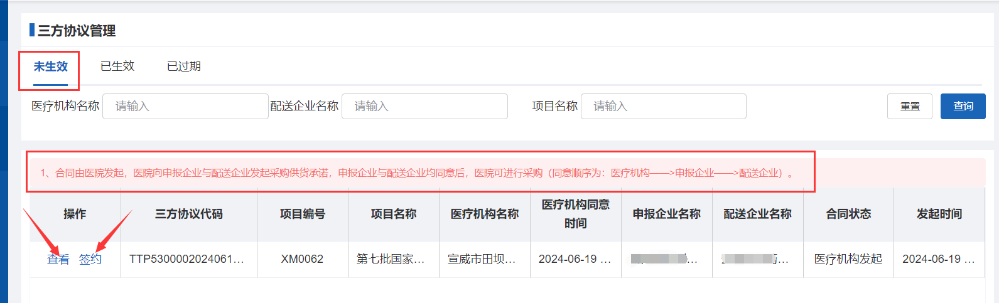 三方协议管理
未生效 已生效 已过期
医疗机构名称 请输入 配送企业名称 请输入 项目名称 请输入 重置 查询
1、合同由医院发起，医院向申报企业与配送企业发起采购供货承诺，申报企业与配送企业均同意后，医院可进行采购（同意顺序为：医疗机构——>申报企业——>配送企业）。
操作 三方协议代码 项目编号 项目名称 医疗机构名称 医疗机构同意时间 申报企业名称 配送企业名称 合同状态 发起时间
查看 签约 TTP5300002024061... XM0062 第七批国家... 宣威市田坝... 2024-06-19 ... ... ... 医疗机构发起 2024-06-19 ...